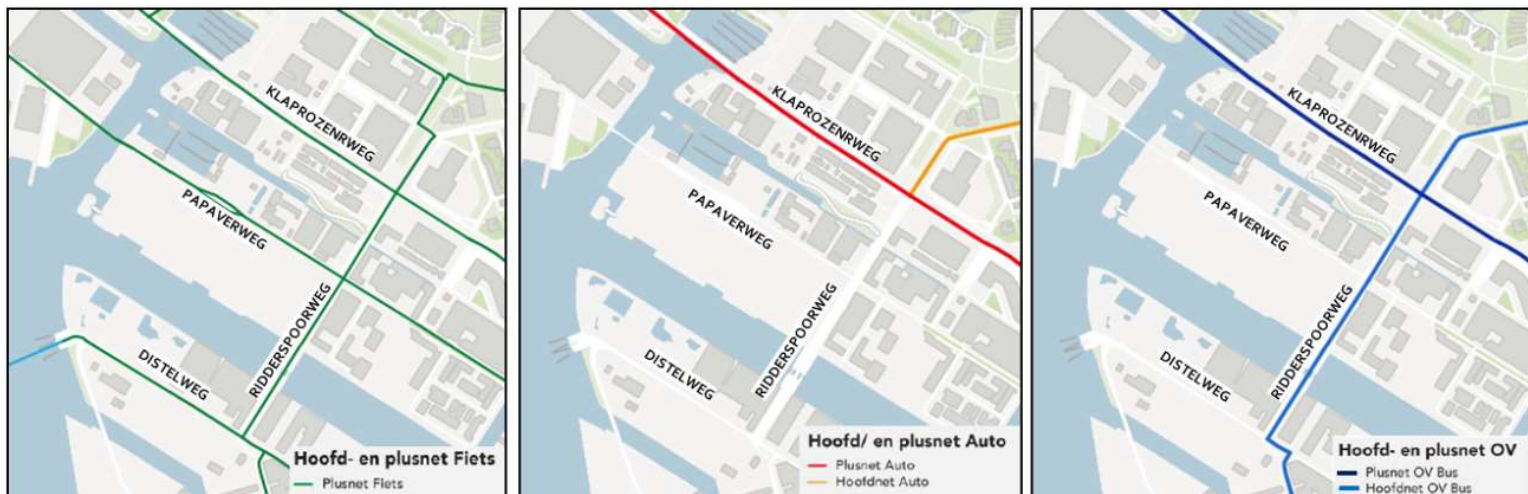 KLAPROZENRWEG
PAPAVERWEG
RIDDERSPOORWEG
DISTELWEG
Hoofd- en plusnet Fiets
Plusnet Fiets
KLAPROZENRWEG
PAPAVERWEG
RIDDERSPOORWEG
DISTELWEG
Hoofd/ en plusnet Auto
Plusnet Auto
Hoofdnet Auto
KLAPROZENRWEG
PAPAVERWEG
RIDDERSPOORWEG
DISTELWEG
Hoofd- en plusnet OV
Plusnet OV Bus
Hoofdnet OV Bus